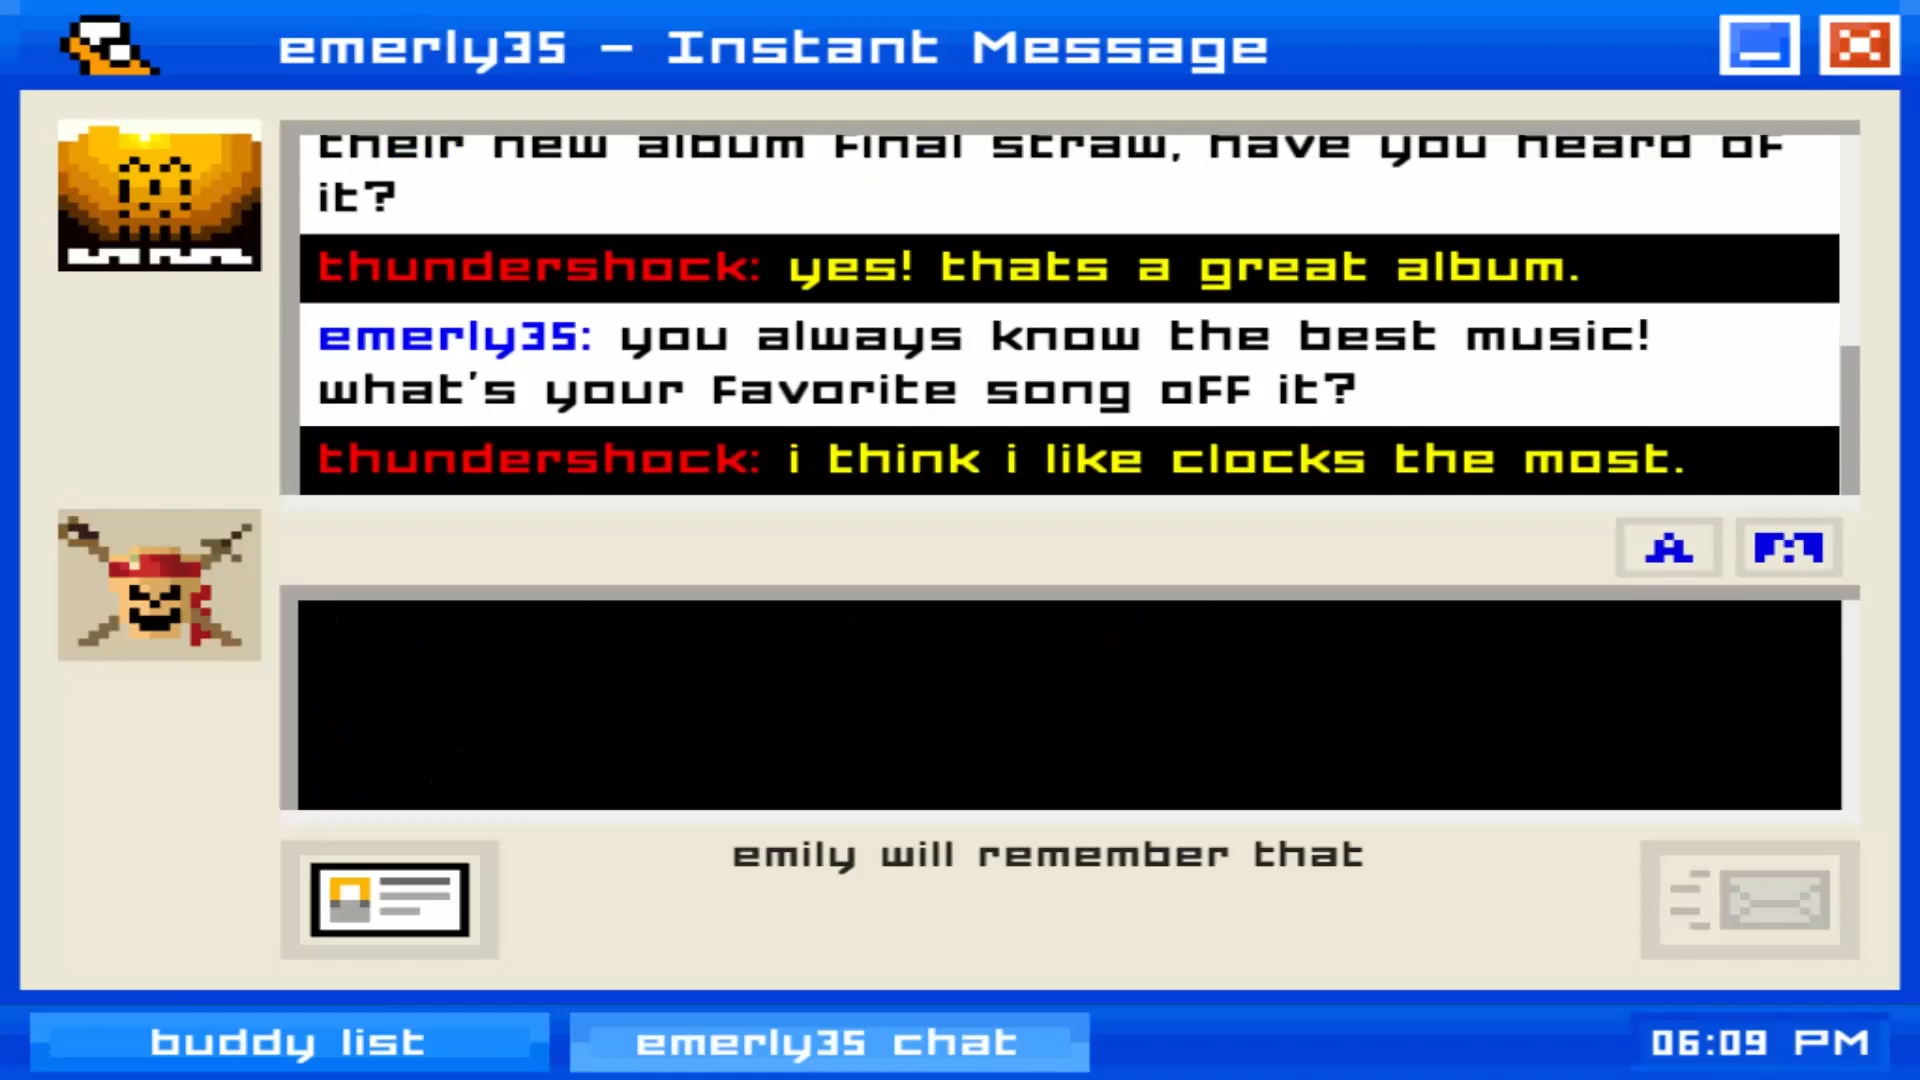 emerly35 - Instant Message
their new album final straw, have you heard of
it?
thundershock: yes! thats a great album.
emerly35: you always know the best music!
what's your favorite song off it?
thundershock: i think i like clocks the most.
A
emily will remember that
buddy list
emerly35 chat
06:09 PM